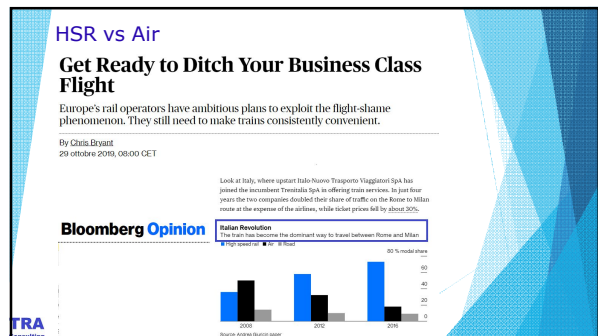 HSR vs Air
Get Ready to Ditch Your Business Class
Flight
Europe's rail operators have ambitious plans to exploit the flight-shame
phenomenon. They still need to make trains consistently convenient.
By Chris Bryant
29 ottobre 2019, 08:00 CET
Look at Italy, where upstart Italo-Nuovo Trasporto Viaggiatori SpA has
joined the incumbent Trenitalia SpA in offering train services. In just four
years the two companies doubled their share of traffic on the Rome to Milan
route at the expense of the airlines, while ticket prices fell by about 30%.
Bloomberg Opinion
Italian Revolution
The train has become the dominant way to travel between Rome and Milan
High speed rail Air Road
80 % modal share
60
40
20
0
2008 2012 2016
TRA